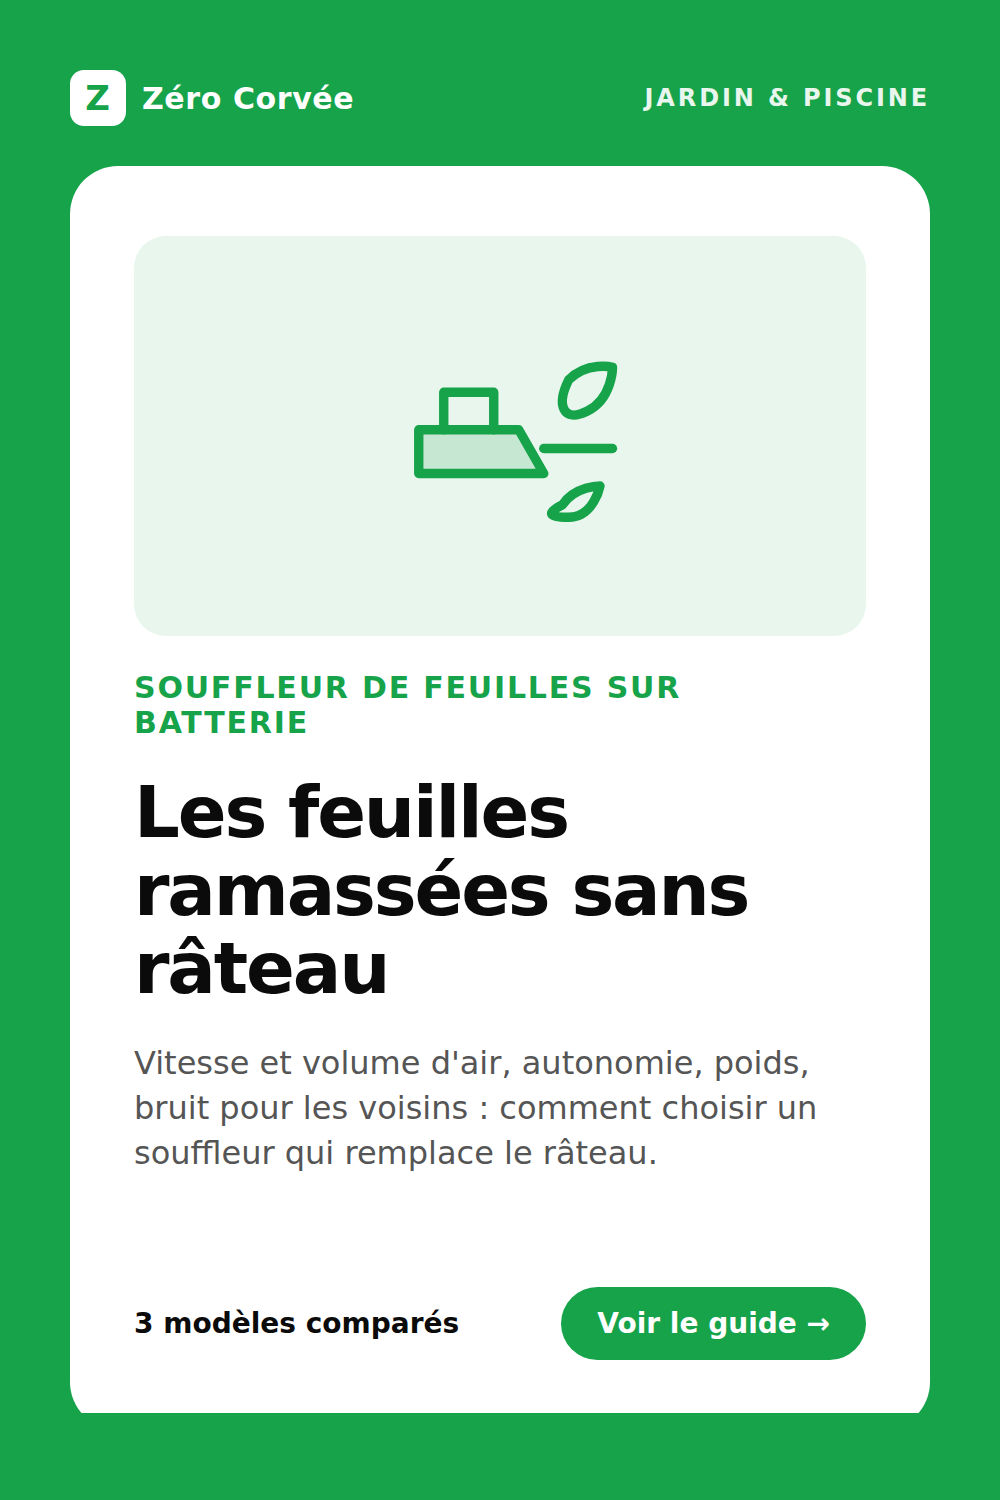 Z Zéro Corvée
JARDIN & PISCINE
SOUFFLEUR DE FEUILLES SUR
BATTERIE
Les feuilles
ramassées sans
râteau
Vitesse et volume d'air, autonomie, poids,
bruit pour les voisins : comment choisir un
souffleur qui remplace le râteau.
3 modèles comparés
Voir le guide →